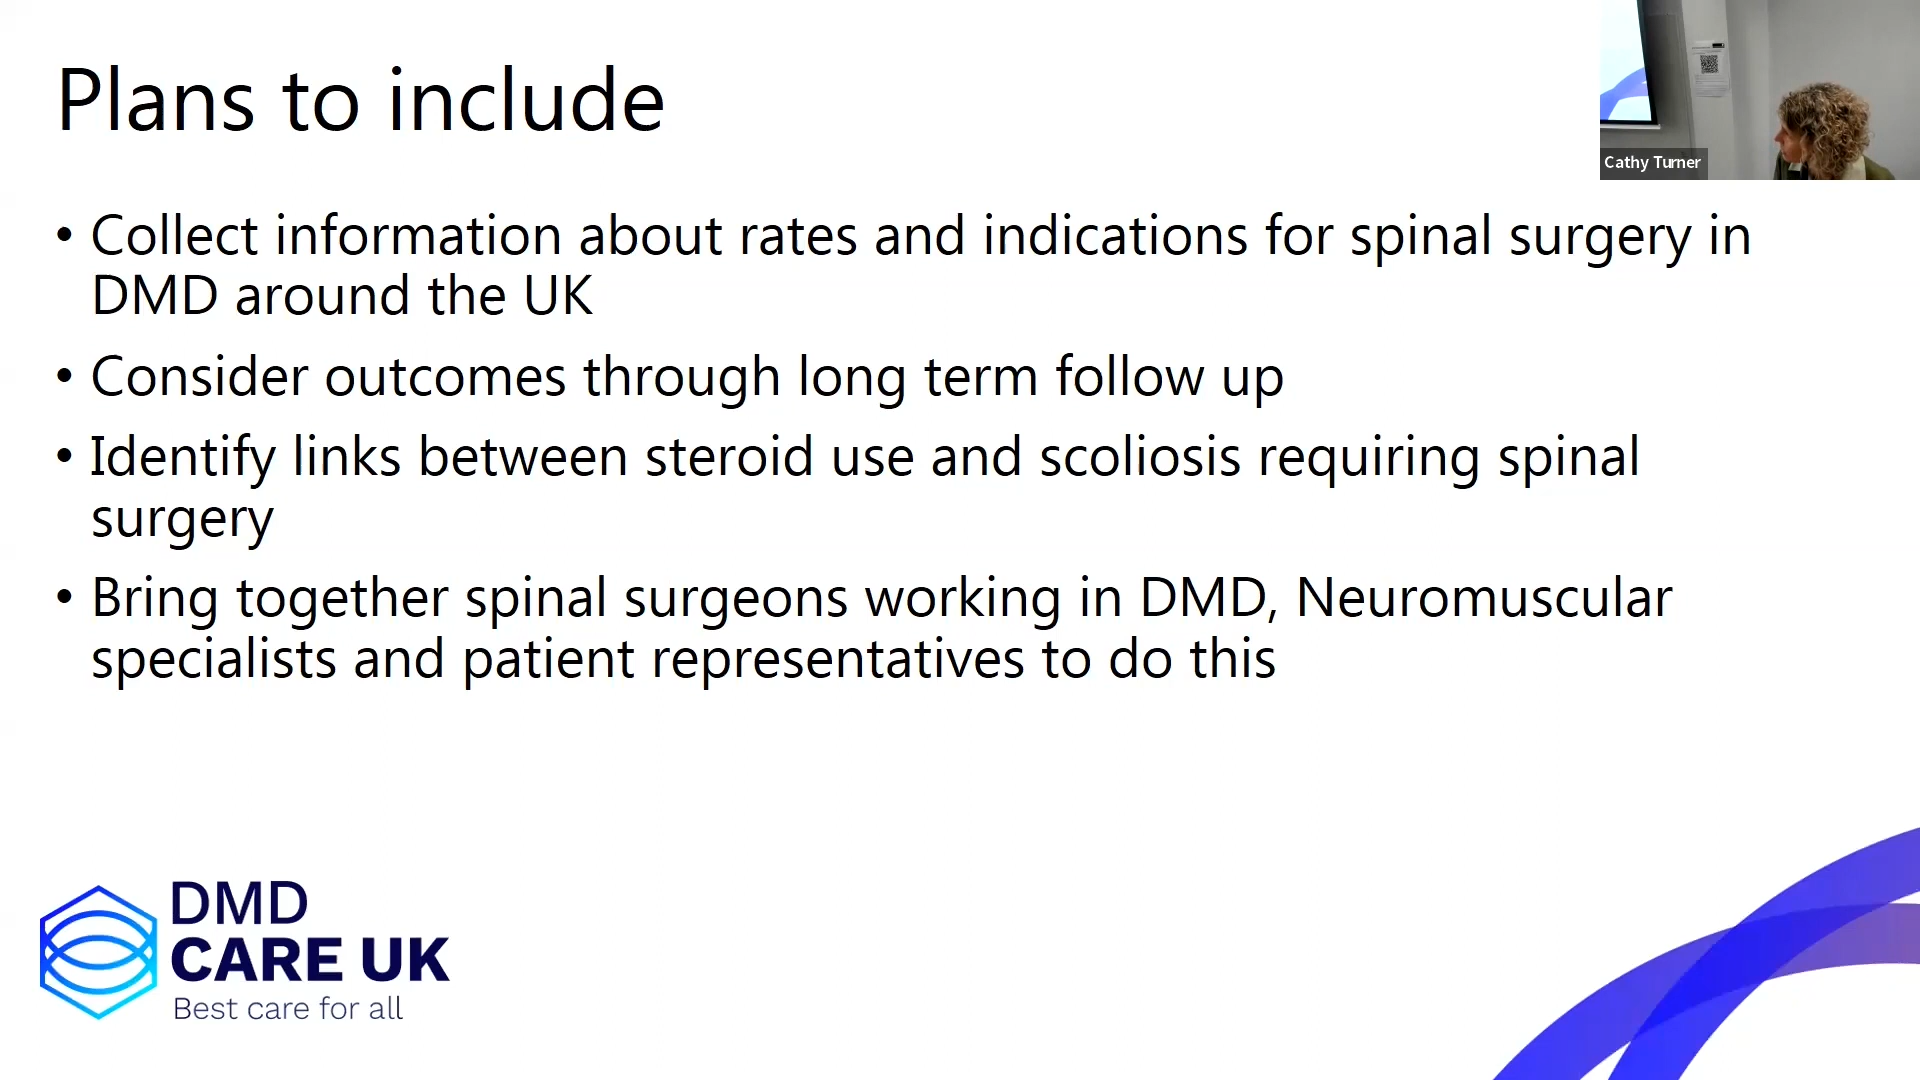 Plans to include
Cathy Turner
• Collect information about rates and indications for spinal surgery in
DMD around the UK
• Consider outcomes through long term follow up
• Identify links between steroid use and scoliosis requiring spinal
surgery
• Bring together spinal surgeons working in DMD, Neuromuscular
specialists and patient representatives to do this
DMD
CARE UK
Best care for all